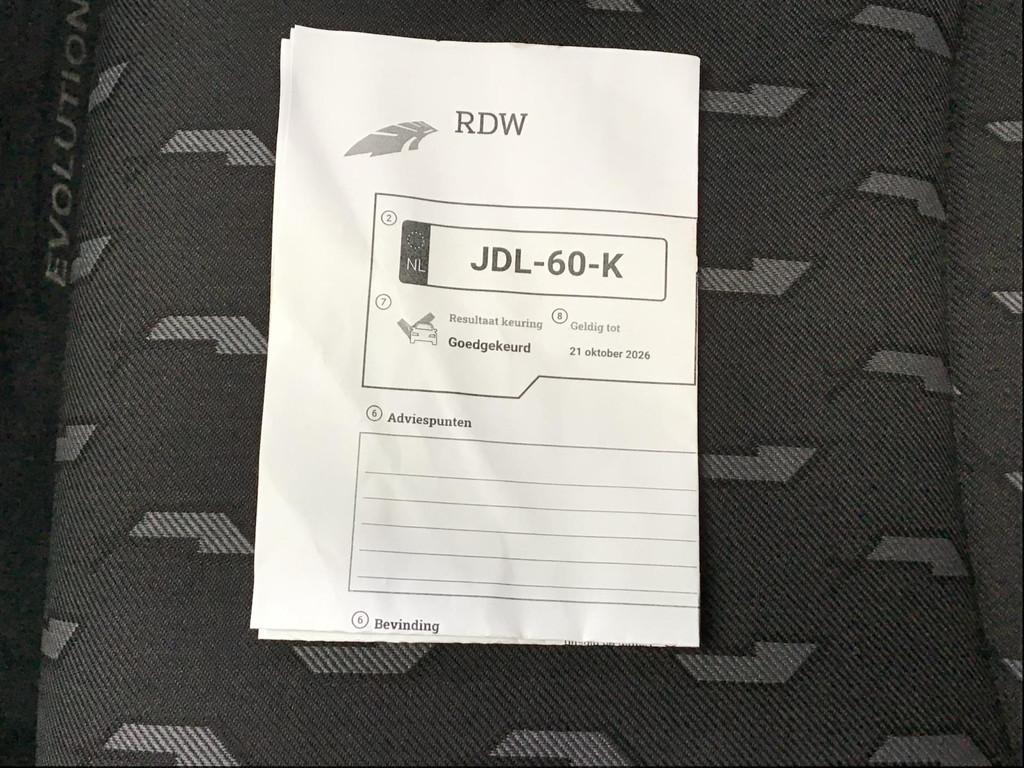 EVOLUTION
RDW
2
NL
JDL-60-K
7
Resultaat keuring
8
Geldig tot
Goedgekeurd
21 oktober 2026
6 Adviespunten
6 Bevinding